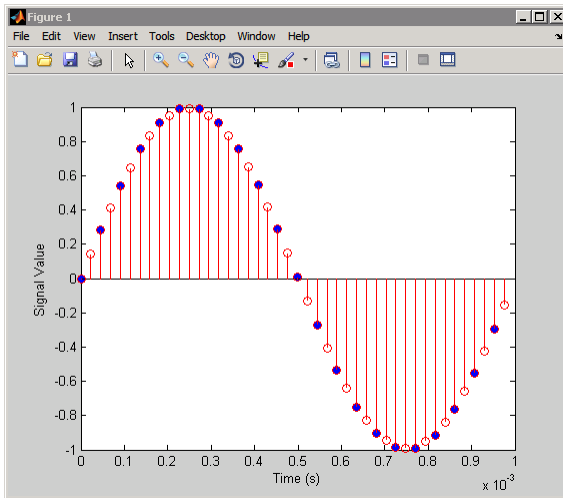 Figure 1
File Edit View Insert Tools Desktop Window Help
1
0.8
0.6
0.4
0.2
0
-0.2
-0.4
-0.6
-0.8
-1
Signal Value
0 0.1 0.2 0.3 0.4 0.5 0.6 0.7 0.8 0.9 1
Time (s)
x 10^-3